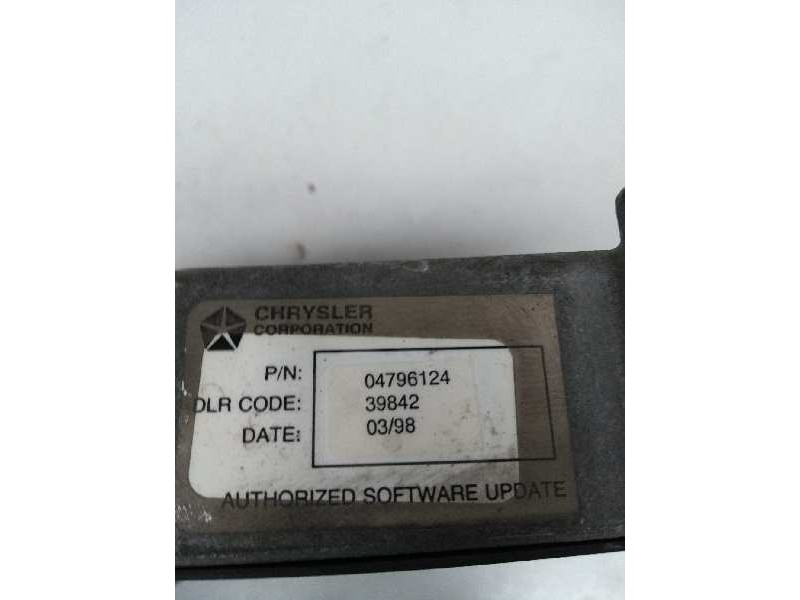 CHRYSLER
CORPORATION
P/N: 04796124
DLR CODE: 39842
DATE: 03/98
AUTHORIZED SOFTWARE UPDATE